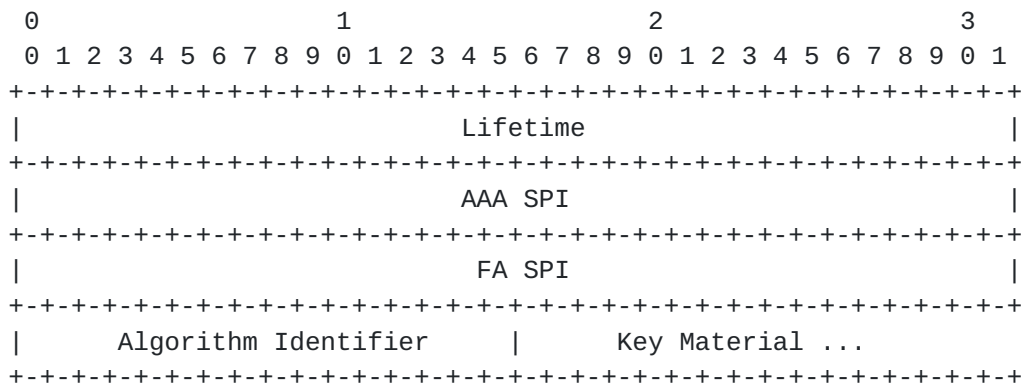 0                   1                   2                   3
 0 1 2 3 4 5 6 7 8 9 0 1 2 3 4 5 6 7 8 9 0 1 2 3 4 5 6 7 8 9 0 1
+-+-+-+-+-+-+-+-+-+-+-+-+-+-+-+-+-+-+-+-+-+-+-+-+-+-+-+-+-+-+-+-+
|                            Lifetime                           |
+-+-+-+-+-+-+-+-+-+-+-+-+-+-+-+-+-+-+-+-+-+-+-+-+-+-+-+-+-+-+-+-+
|                            AAA SPI                            |
+-+-+-+-+-+-+-+-+-+-+-+-+-+-+-+-+-+-+-+-+-+-+-+-+-+-+-+-+-+-+-+-+
|                             FA SPI                            |
+-+-+-+-+-+-+-+-+-+-+-+-+-+-+-+-+-+-+-+-+-+-+-+-+-+-+-+-+-+-+-+-+
|      Algorithm Identifier     |      Key Material ...
+-+-+-+-+-+-+-+-+-+-+-+-+-+-+-+-+-+-+-+-+-+-+-+-+-+-+-+-+-+-+-+-+